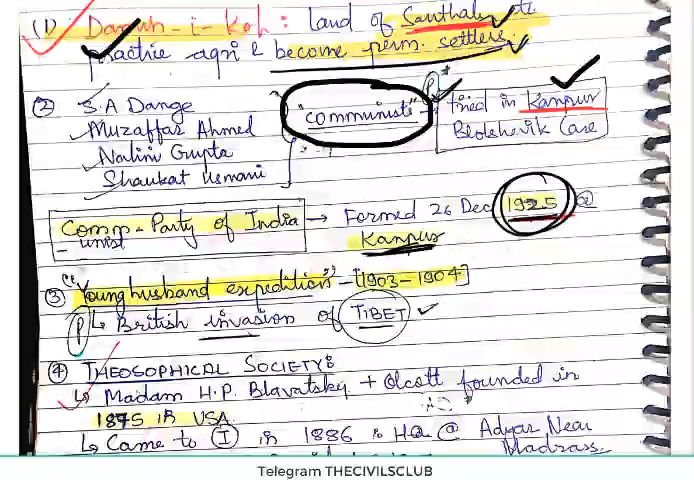 (1) Damin-i-Koh: land of Santhals to
practice agri & become perm. settlers.
(2) S.A Dange
Muzaffar Ahmed
Nalini Gupta
Shaukat Usmani
"communists" → tried in Kanpur
Bolshevik Case
(P)*
Comm-Party of India → Formed 26 Dec 1925 @
unist
Kanpur
(3) "Younghusband expedition" - [1903-1904]
(P) ↳ British invasion of TIBET
(4) THEOSOPHICAL SOCIETY:
↳ Madam H.P. Blavatsky + Olcott founded in
1875 in USA
↳ Came to (I) in 1886 & HQ @ Adyar Near
Madras.
Telegram THECIVILSCLUB